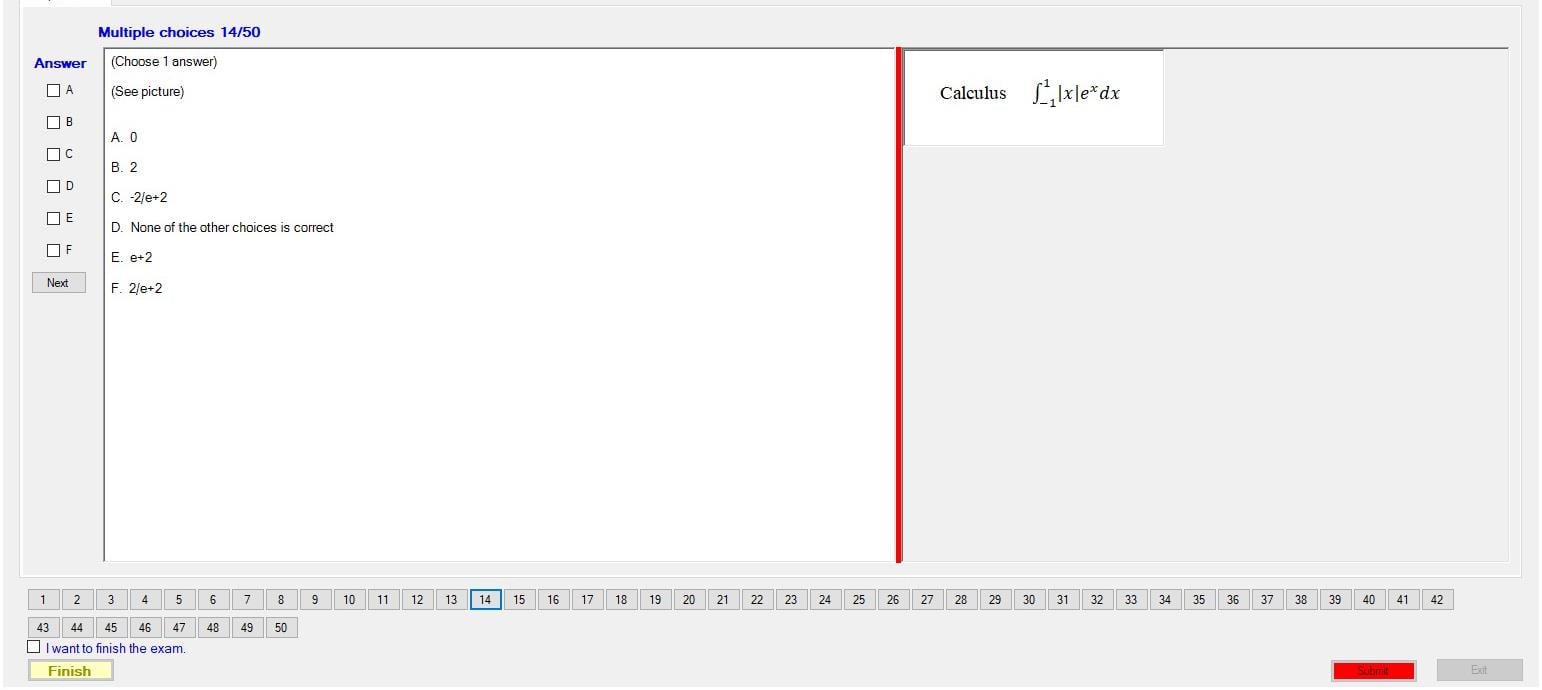 Multiple choices 14/50
Answer
A
B
C
D
E
F
Next
(Choose 1 answer)
(See picture)
A. 0
B. 2
C. -2/e+2
D. None of the other choices is correct
E. e+2
F. 2/e+2
Calculus ∫₋₁¹|x|eˣdx
1 2 3 4 5 6 7 8 9 10 11 12 13 14 15 16 17 18 19 20 21 22 23 24 25 26 27 28 29 30 31 32 33 34 35 36 37 38 39 40 41 42
43 44 45 46 47 48 49 50
I want to finish the exam.
Finish
Submit
Exit